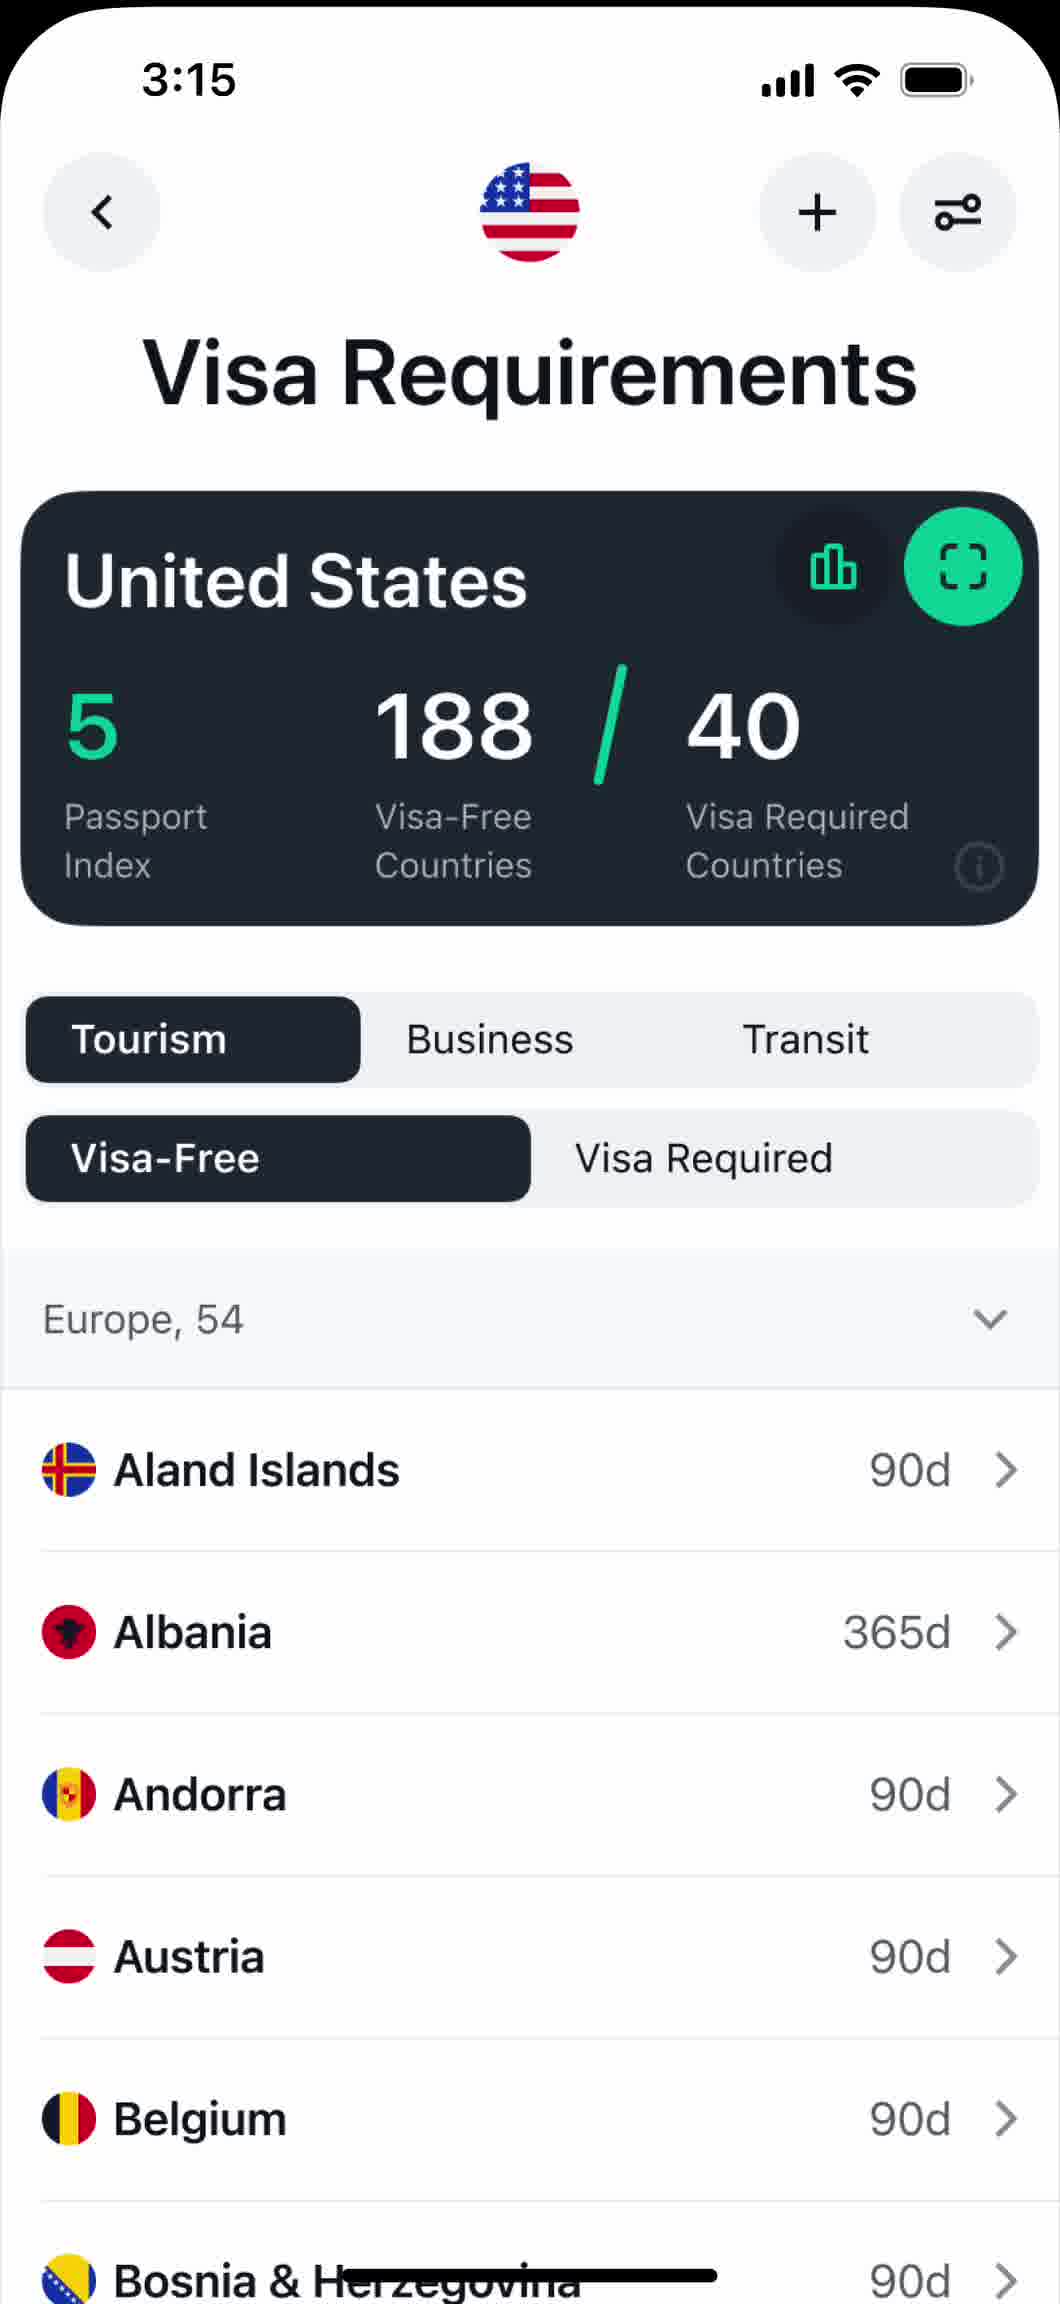 3:15
Visa Requirements
United States
5
188
40
Passport
Index
Visa-Free
Countries
Visa Required
Countries
Tourism
Business
Transit
Visa-Free
Visa Required
Europe, 54
Aland Islands
90d
Albania
365d
Andorra
90d
Austria
90d
Belgium
90d
Bosnia & Herzegovina
90d